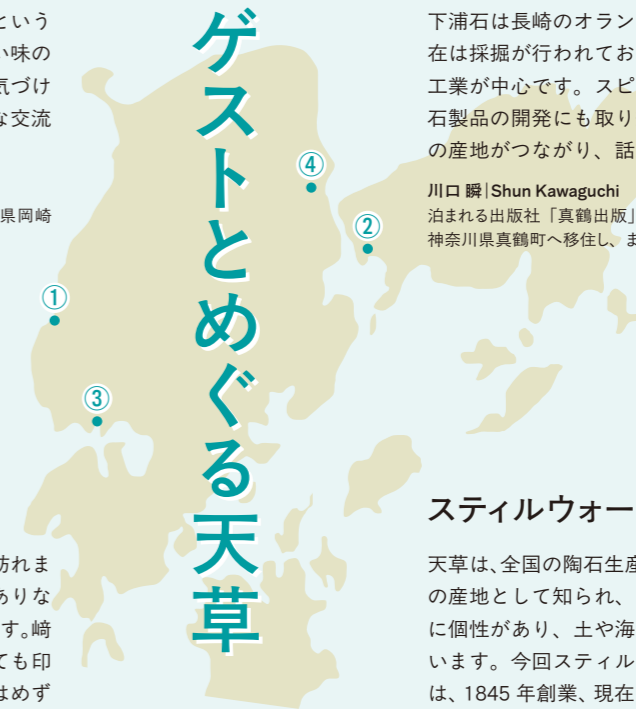 ゲストとめぐる天草
という
い味の
気づけ
な交流
県岡崎
下浦石は長崎のオラン
在は採掘が行われてお
工業が中心です。スピ
石製品の開発にも取り
の産地がつながり、話
川口 瞬|Shun Kawaguchi
泊まれる出版社「真鶴出版」
神奈川県真鶴町へ移住し、ま
④
②
①
③
訪れま
ありな
す。﨑
ても印
はめず
スティルウォー
天草は、全国の陶石生産
の産地として知られ、
に個性があり、土や海
います。今回スティル
は、1845 年創業、現在